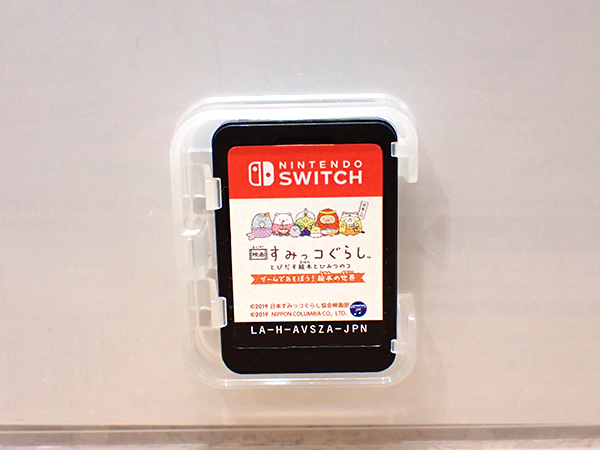 NINTENDO
SWITCH
映画 すみっコぐらし™
とびだす絵本とひみつのコ
ゲームであそぼう！絵本の世界
©2019 日本すみっコぐらし協会映画部
©2019 NIPPON COLUMBIA CO., LTD.
LA-H-AVSZA-JPN